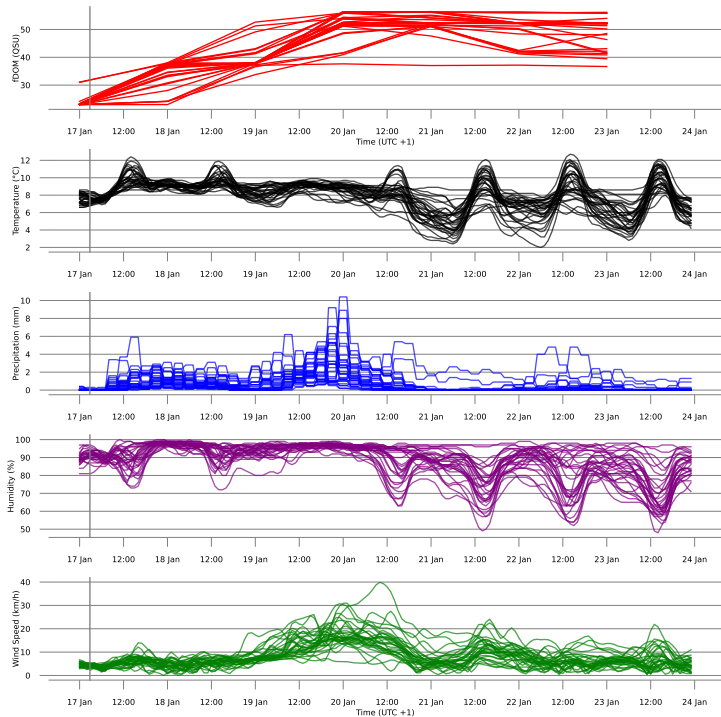 fDOM (QSU)
50
30
17 Jan 12:00 18 Jan 12:00 19 Jan 12:00 20 Jan 12:00 21 Jan 12:00 22 Jan 12:00 23 Jan 12:00 24 Jan
Time (UTC +1)
Temperature (°C)
12
10
8
6
4
2
17 Jan 12:00 18 Jan 12:00 19 Jan 12:00 20 Jan 12:00 21 Jan 12:00 22 Jan 12:00 23 Jan 12:00 24 Jan
Precipitation (mm)
10
8
6
4
2
0
17 Jan 12:00 18 Jan 12:00 19 Jan 12:00 20 Jan 12:00 21 Jan 12:00 22 Jan 12:00 23 Jan 12:00 24 Jan
Humidity (%)
100
90
80
70
60
50
17 Jan 12:00 18 Jan 12:00 19 Jan 12:00 20 Jan 12:00 21 Jan 12:00 22 Jan 12:00 23 Jan 12:00 24 Jan
Wind Speed (km/h)
40
30
20
10
0
17 Jan 12:00 18 Jan 12:00 19 Jan 12:00 20 Jan 12:00 21 Jan 12:00 22 Jan 12:00 23 Jan 12:00 24 Jan
Time (UTC +1)